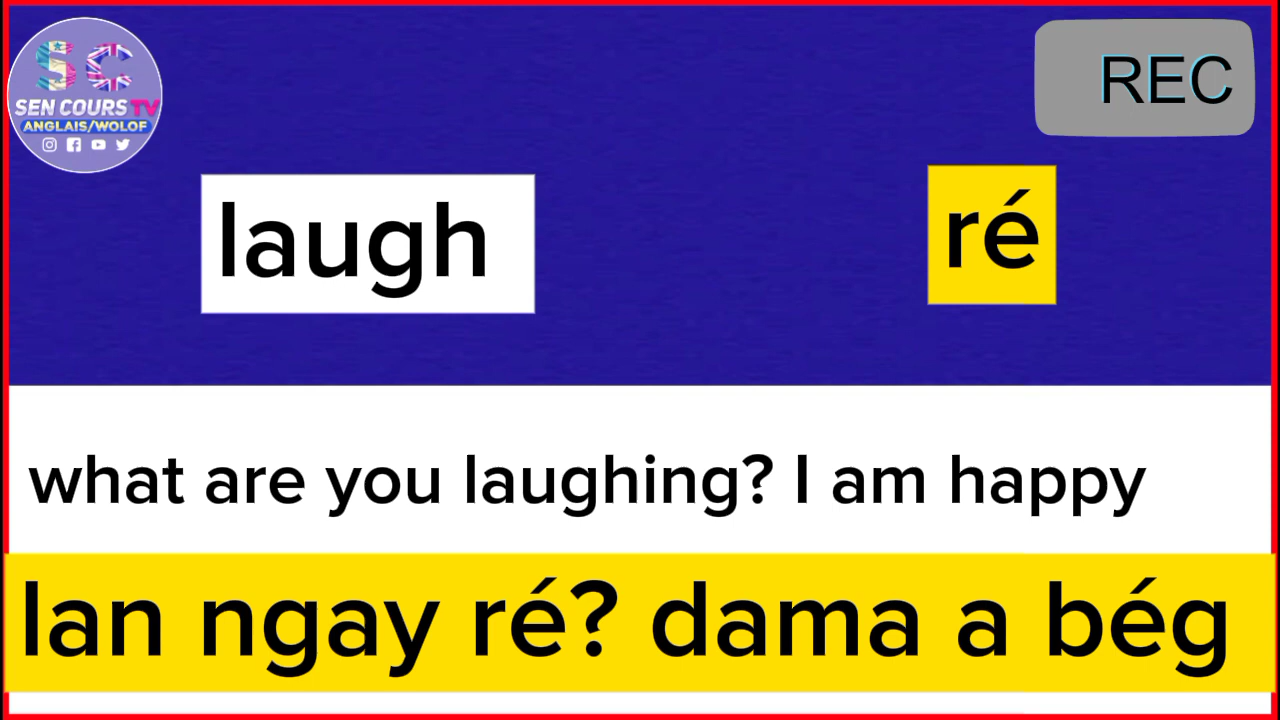 SC
SEN COURS TV
ANGLAIS/WOLOF
REC
laugh
ré
what are you laughing? I am happy
lan ngay ré? dama a bég